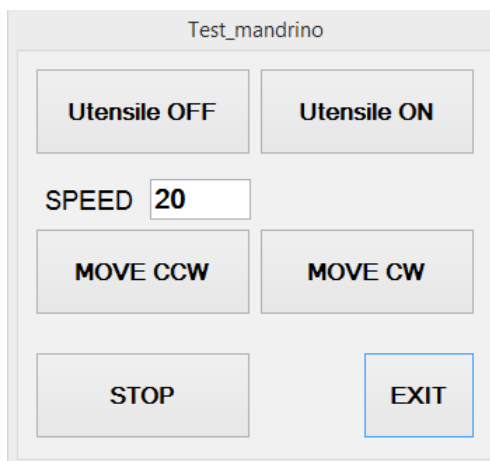 Test_mandrino
Utensile OFF
Utensile ON
SPEED 20
MOVE CCW
MOVE CW
STOP
EXIT